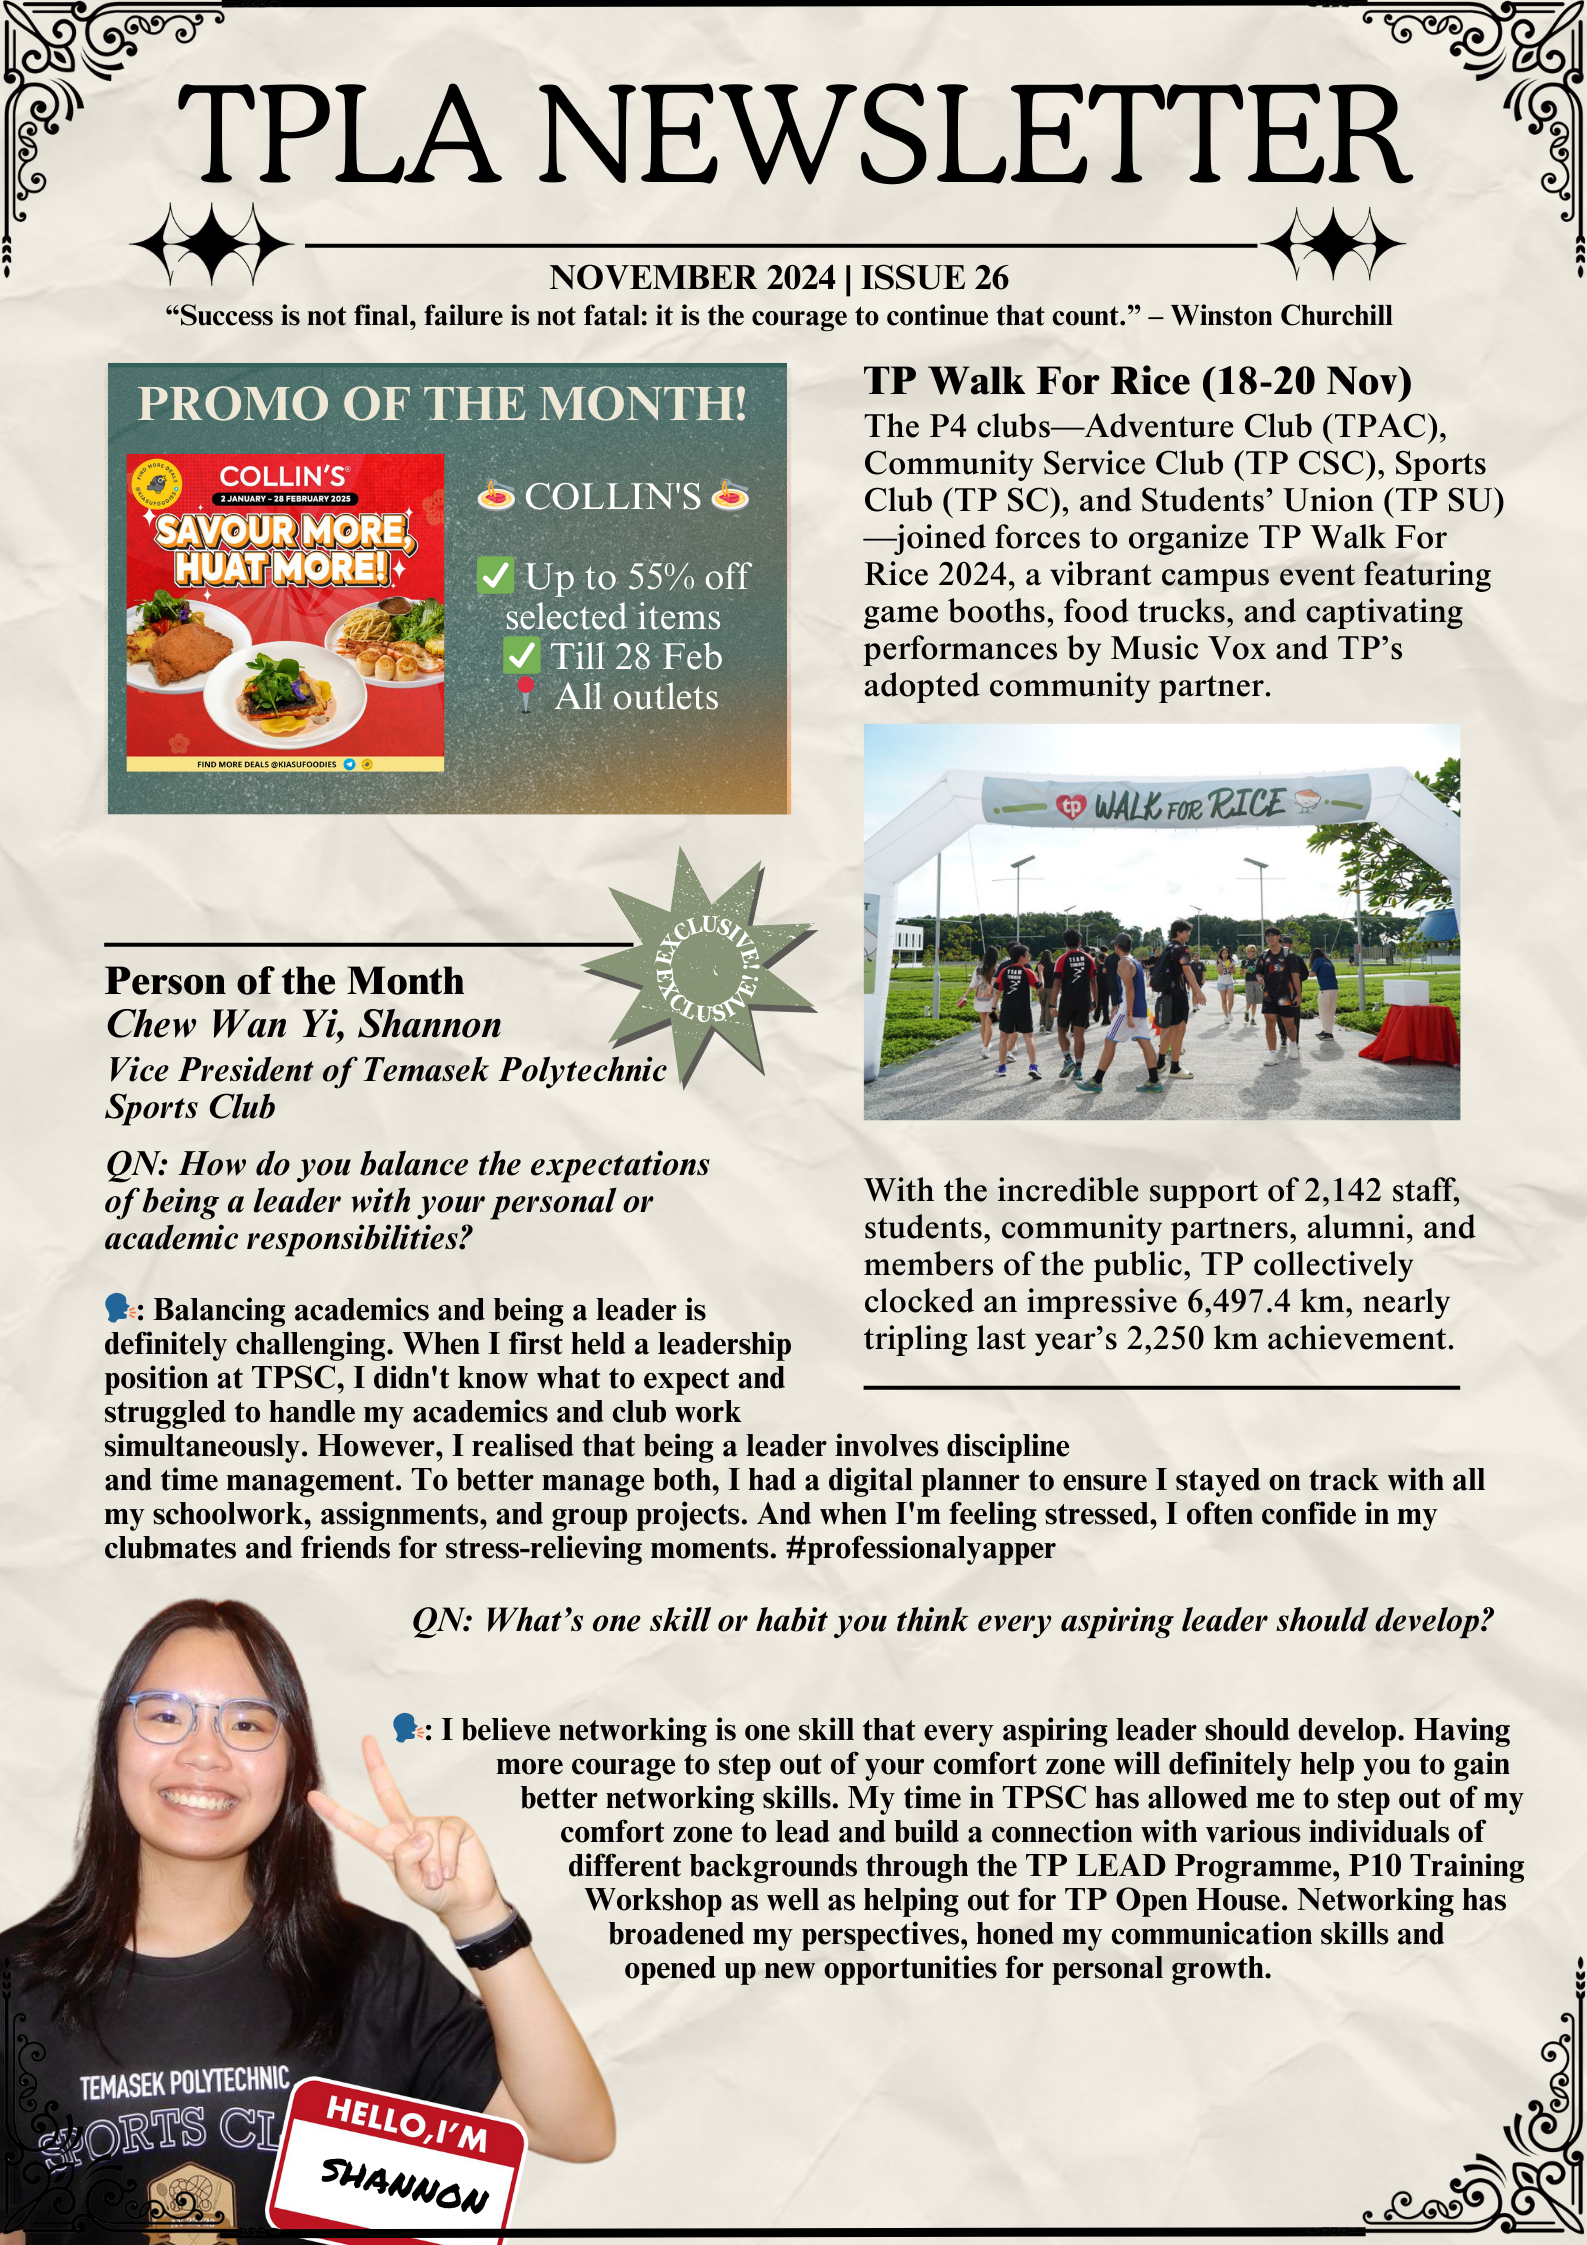 TPLA NEWSLETTER
NOVEMBER 2024 | ISSUE 26
“Success is not final, failure is not fatal: it is the courage to continue that count.” – Winston Churchill
PROMO OF THE MONTH!
FIND MORE DEALS
@KIASUFOODIES
COLLIN'S®
2 JANUARY - 28 FEBRUARY 2025
SAVOUR MORE,
HUAT MORE!
FIND MORE DEALS @KIASUFOODIES
🍝 COLLIN'S 🍝
✅ Up to 55% off
selected items
✅ Till 28 Feb
📍 All outlets
TP Walk For Rice (18-20 Nov)
The P4 clubs—Adventure Club (TPAC),
Community Service Club (TP CSC), Sports
Club (TP SC), and Students’ Union (TP SU)
—joined forces to organize TP Walk For
Rice 2024, a vibrant campus event featuring
game booths, food trucks, and captivating
performances by Music Vox and TP’s
adopted community partner.
tp WALK FOR RICE
TEAM
TEAM
With the incredible support of 2,142 staff,
students, community partners, alumni, and
members of the public, TP collectively
clocked an impressive 6,497.4 km, nearly
tripling last year’s 2,250 km achievement.
EXCLUSIVE! EXCLUSIVE!
Person of the Month
Chew Wan Yi, Shannon
Vice President of Temasek Polytechnic
Sports Club
QN: How do you balance the expectations
of being a leader with your personal or
academic responsibilities?
🗣️: Balancing academics and being a leader is
definitely challenging. When I first held a leadership
position at TPSC, I didn't know what to expect and
struggled to handle my academics and club work
simultaneously. However, I realised that being a leader involves discipline
and time management. To better manage both, I had a digital planner to ensure I stayed on track with all
my schoolwork, assignments, and group projects. And when I'm feeling stressed, I often confide in my
clubmates and friends for stress-relieving moments. #professionalyapper
QN: What’s one skill or habit you think every aspiring leader should develop?
🗣️: I believe networking is one skill that every aspiring leader should develop. Having
more courage to step out of your comfort zone will definitely help you to gain
better networking skills. My time in TPSC has allowed me to step out of my
comfort zone to lead and build a connection with various individuals of
different backgrounds through the TP LEAD Programme, P10 Training
Workshop as well as helping out for TP Open House. Networking has
broadened my perspectives, honed my communication skills and
opened up new opportunities for personal growth.
TEMASEK POLYTECHNIC
SPORTS CL
HELLO, I’M
SHANNON